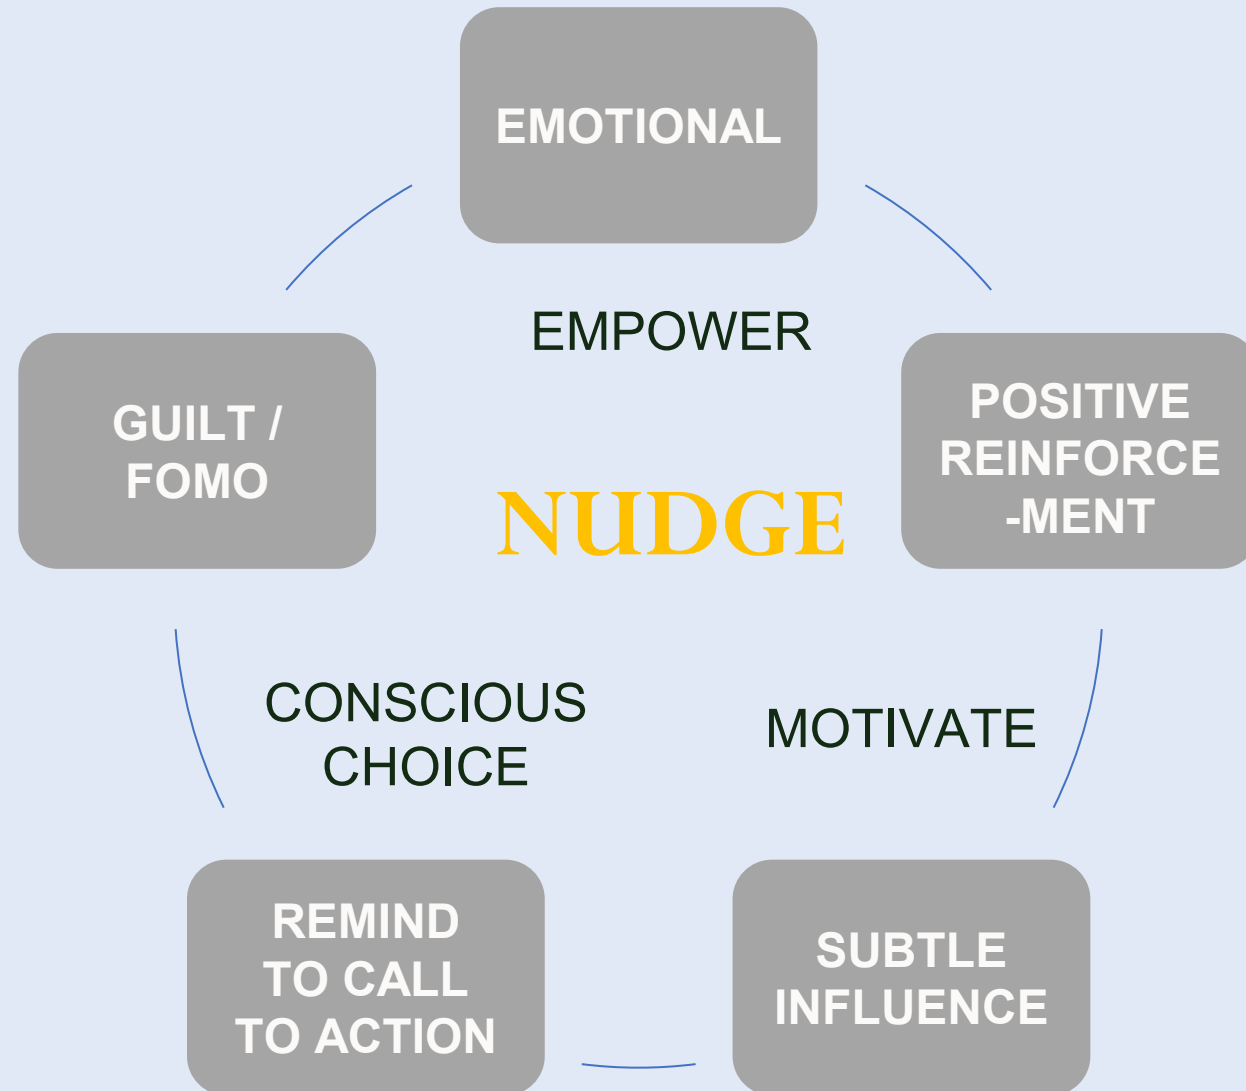 EMOTIONAL
EMPOWER
GUILT /
FOMO
POSITIVE
REINFORCE
-MENT
NUDGE
CONSCIOUS
CHOICE
MOTIVATE
REMIND
TO CALL
TO ACTION
SUBTLE
INFLUENCE